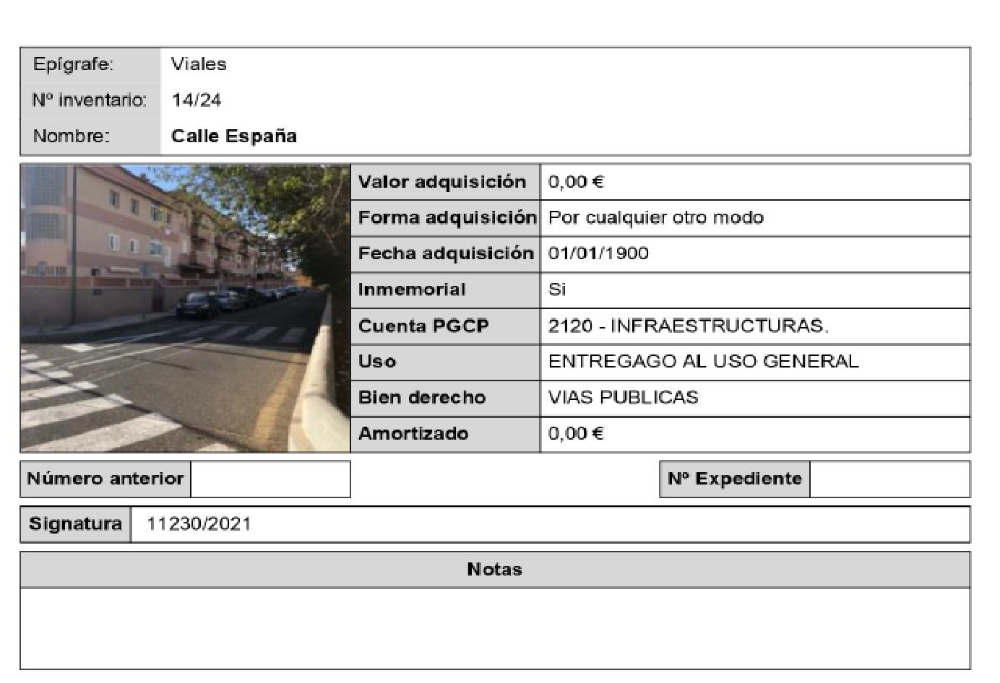 Epígrafe: Viales
Nº inventario: 14/24
Nombre: Calle España
Valor adquisición 0,00 €
Forma adquisición Por cualquier otro modo
Fecha adquisición 01/01/1900
Inmemorial Si
Cuenta PGCP 2120 - INFRAESTRUCTURAS.
Uso ENTREGAGO AL USO GENERAL
Bien derecho VIAS PUBLICAS
Amortizado 0,00 €
Número anterior
Nº Expediente
Signatura 11230/2021
Notas